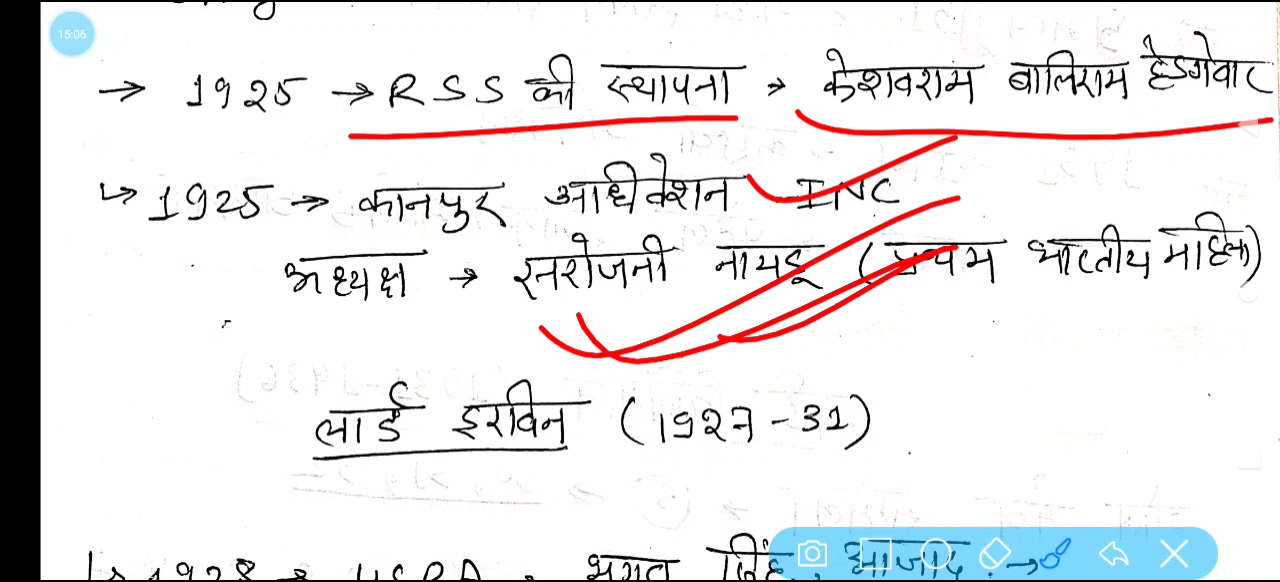 15:06
→ 1925 → RSS की स्थापना → केशवराम बालिराम हेडगेवार
↳ 1925 → कानपुर अधिवेशन INC
अध्यक्ष → सरोजनी नायडू (प्रथम भारतीय महिला)
लार्ड इरविन (1927-31)
↳ 1928 → HSRA → भगत सिंह, आजाद →